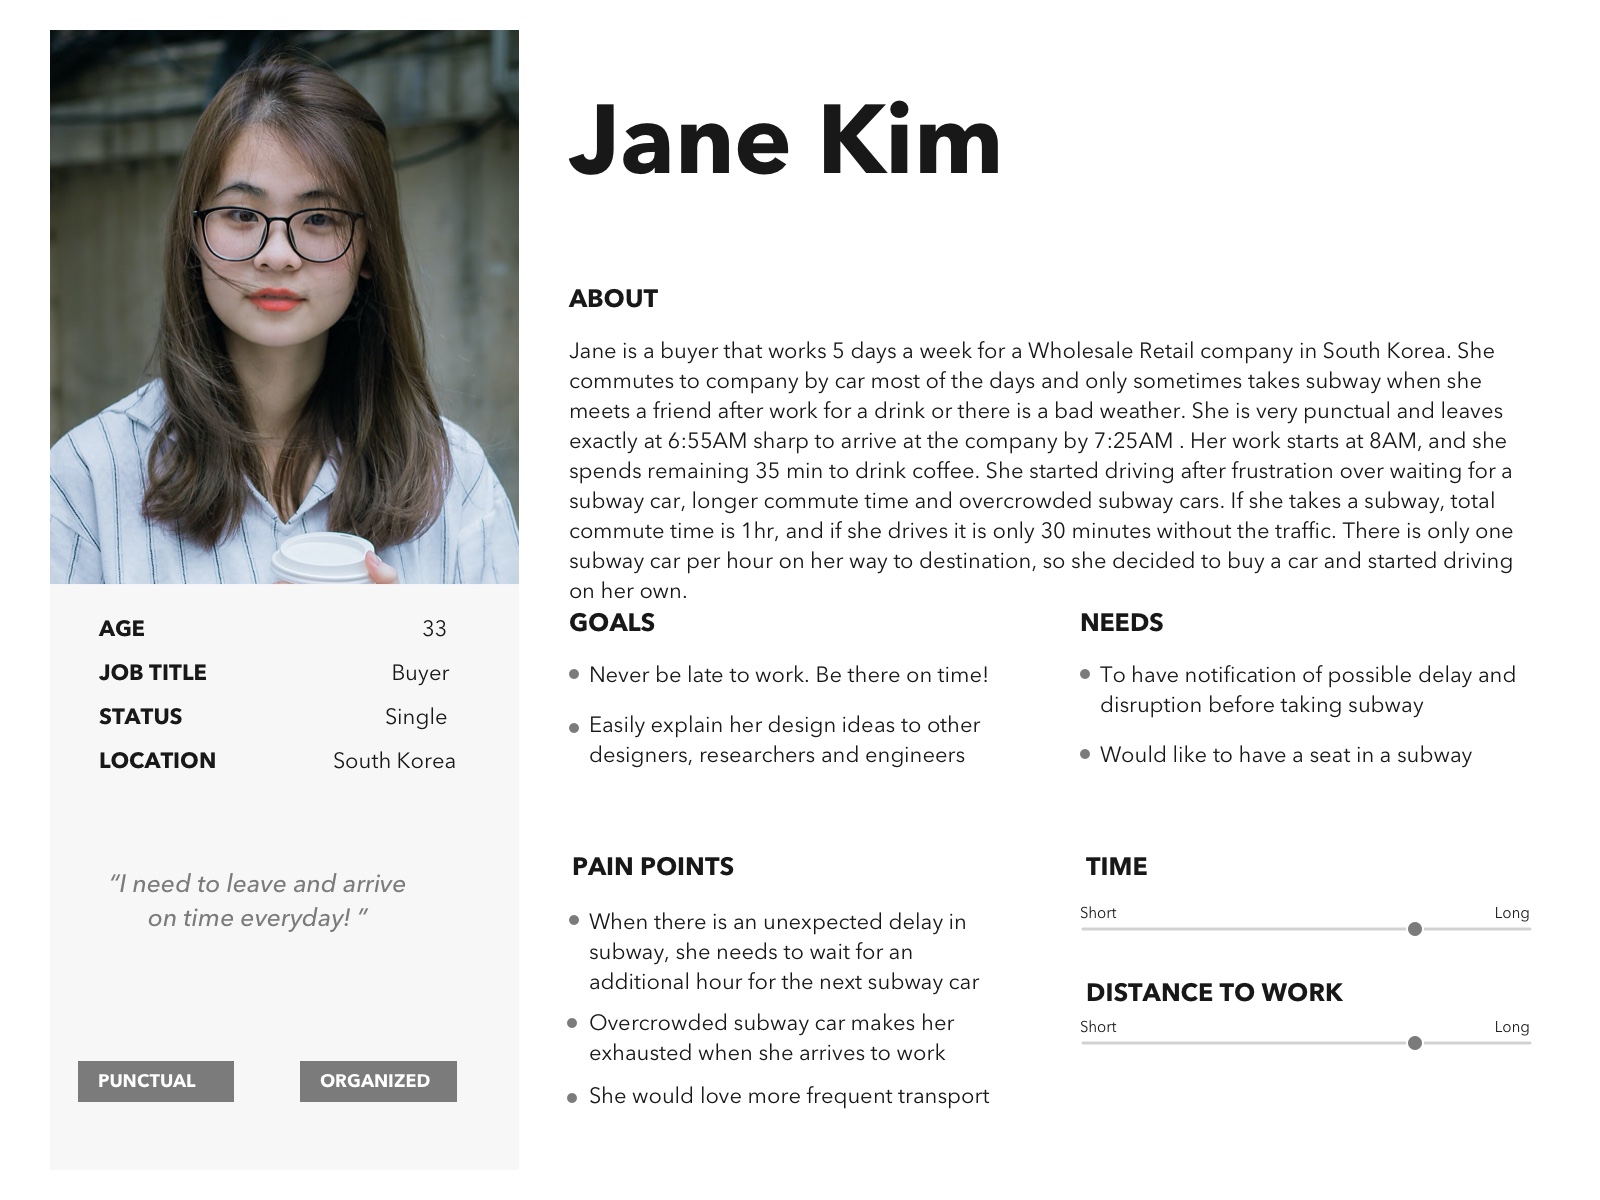 Jane Kim
ABOUT
Jane is a buyer that works 5 days a week for a Wholesale Retail company in South Korea. She
commutes to company by car most of the days and only sometimes takes subway when she
meets a friend after work for a drink or there is a bad weather. She is very punctual and leaves
exactly at 6:55AM sharp to arrive at the company by 7:25AM . Her work starts at 8AM, and she
spends remaining 35 min to drink coffee. She started driving after frustration over waiting for a
subway car, longer commute time and overcrowded subway cars. If she takes a subway, total
commute time is 1hr, and if she drives it is only 30 minutes without the traffic. There is only one
subway car per hour on her way to destination, so she decided to buy a car and started driving
on her own.
AGE 33
JOB TITLE Buyer
STATUS Single
LOCATION South Korea
“I need to leave and arrive
on time everyday! ”
PUNCTUAL ORGANIZED
GOALS
Never be late to work. Be there on time!
Easily explain her design ideas to other
designers, researchers and engineers
NEEDS
To have notification of possible delay and
disruption before taking subway
Would like to have a seat in a subway
PAIN POINTS
When there is an unexpected delay in
subway, she needs to wait for an
additional hour for the next subway car
Overcrowded subway car makes her
exhausted when she arrives to work
She would love more frequent transport
TIME
Short Long
DISTANCE TO WORK
Short Long